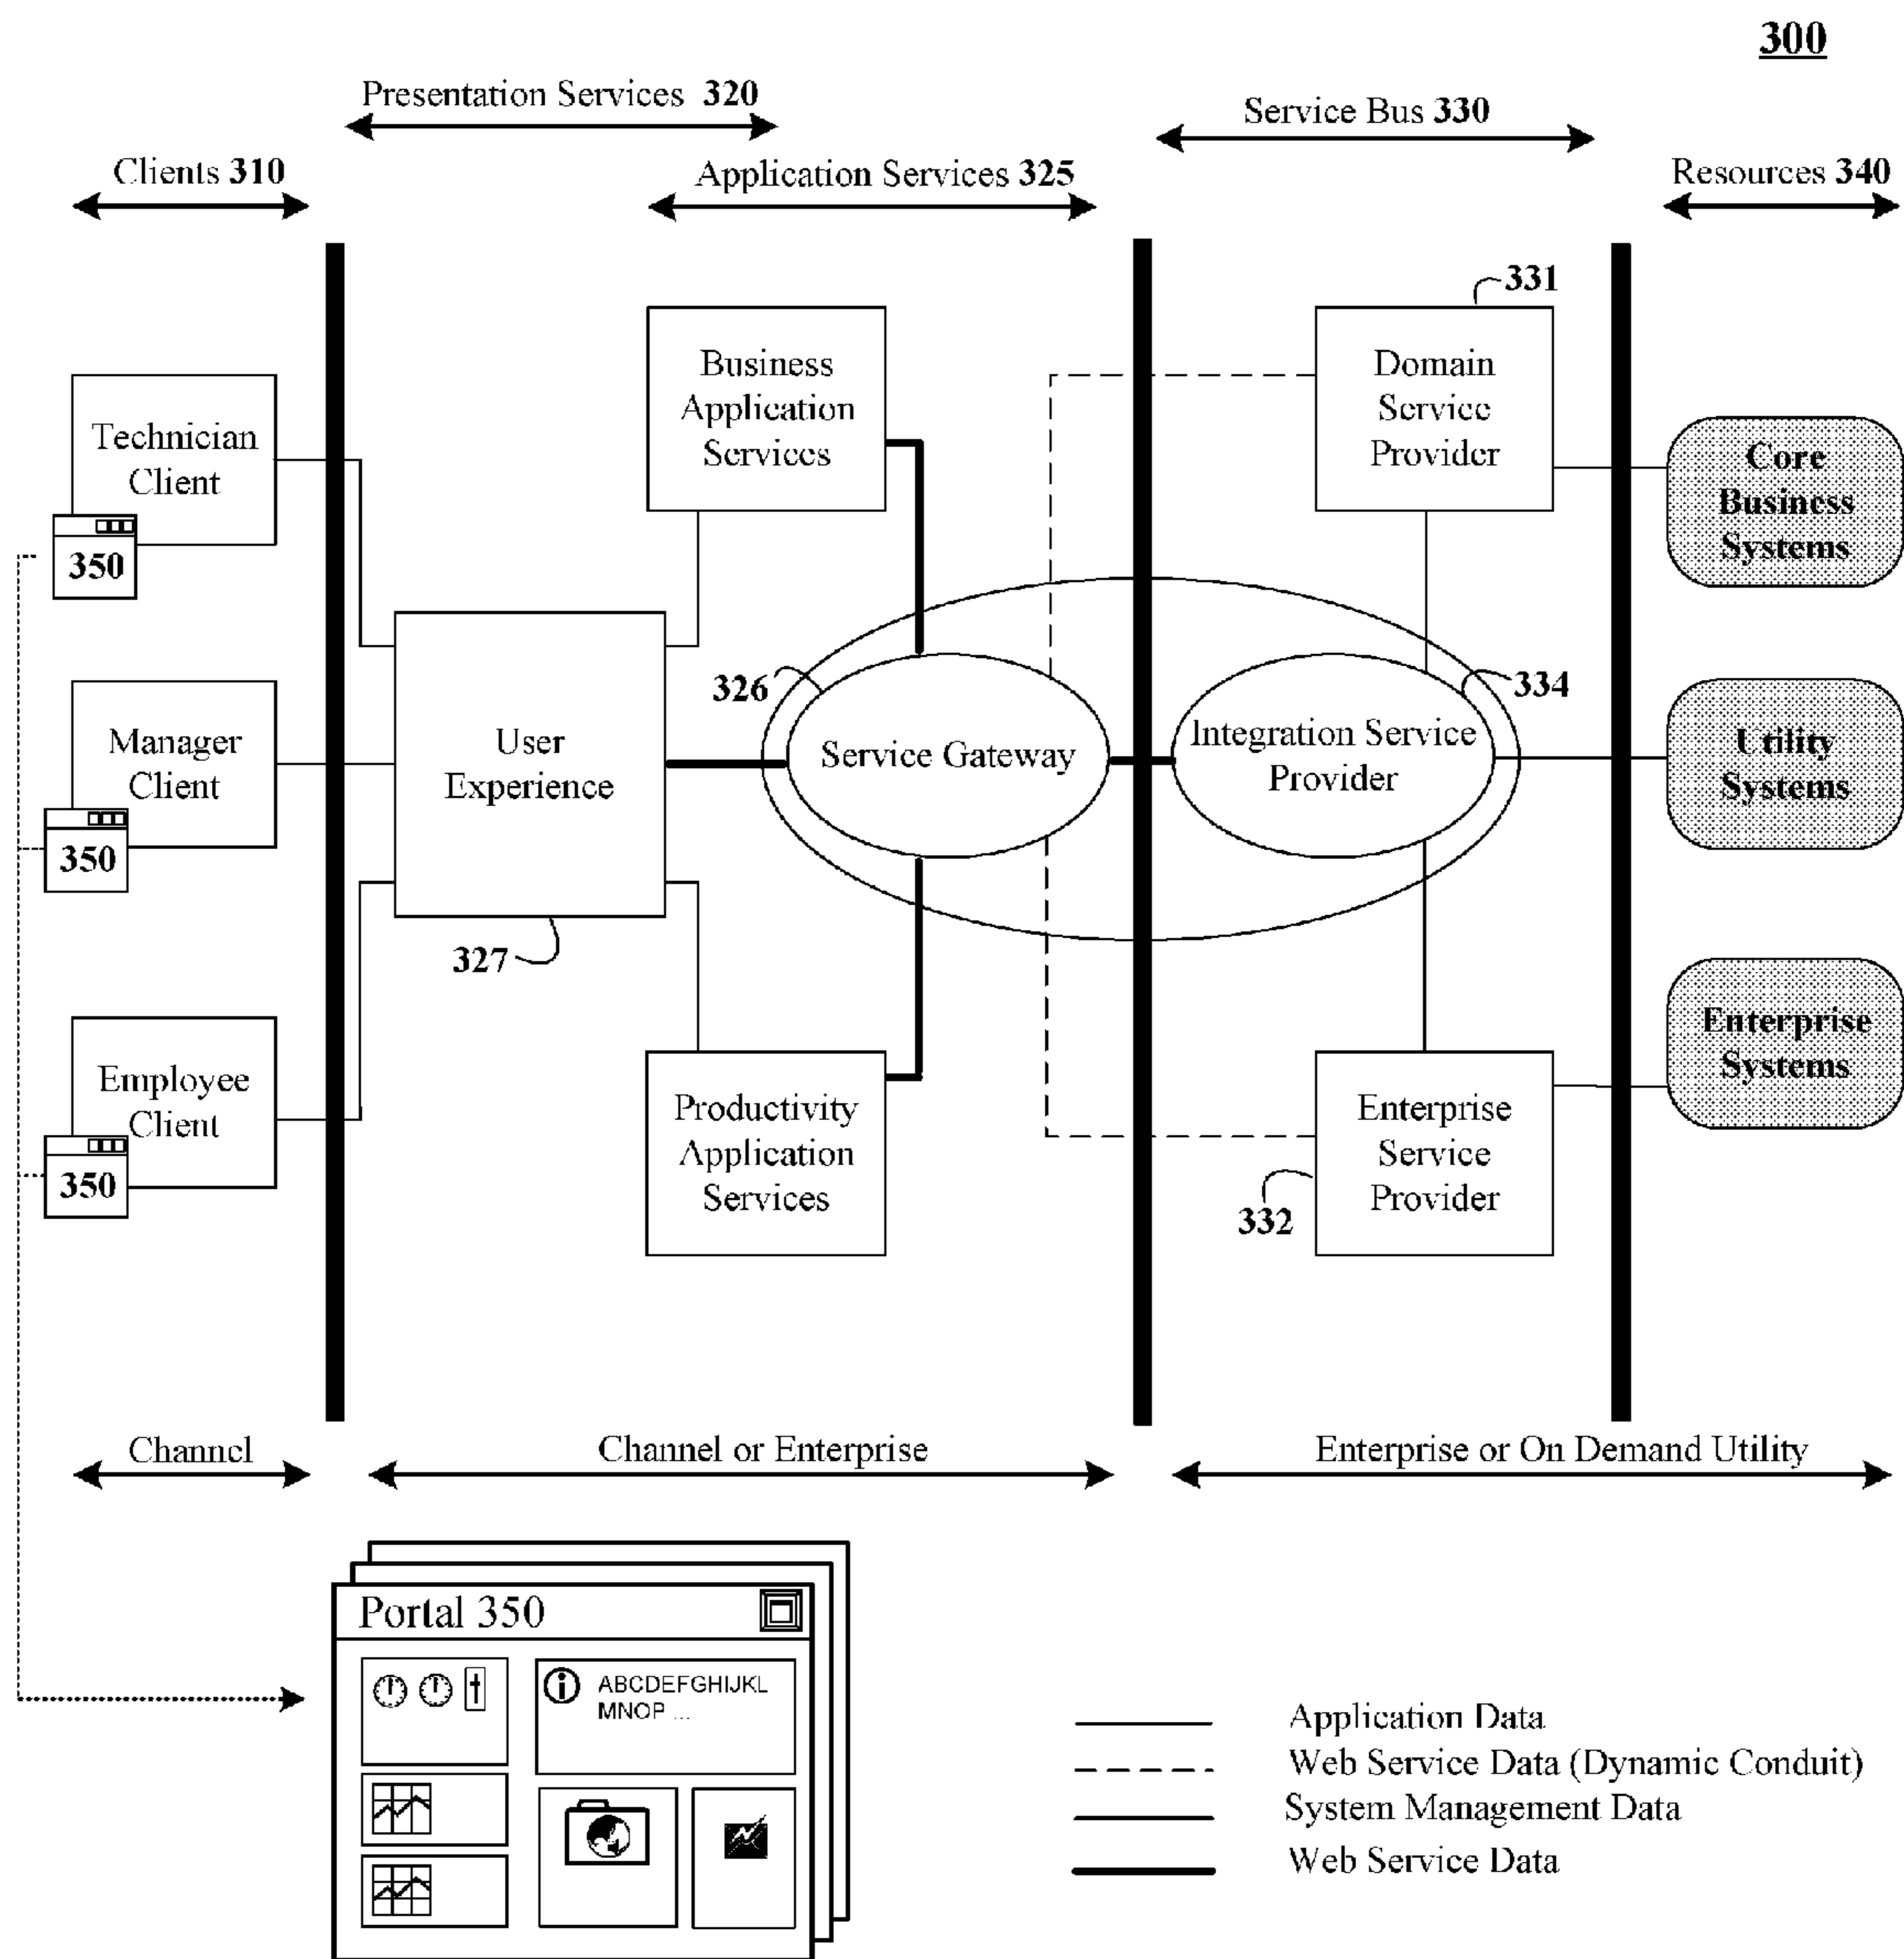 300
Presentation Services 320
Service Bus 330
Clients 310
Application Services 325
Resources 340
331
Business
Application
Services
Domain
Service
Provider
Technician
Client
350
Core
Business
Systems
326
334
Manager
Client
350
User
Experience
Service Gateway
Integration Service
Provider
Utility
Systems
327
Employee
Client
350
Productivity
Application
Services
Enterprise
Service
Provider
332
Enterprise
Systems
Channel
Channel or Enterprise
Enterprise or On Demand Utility
Portal 350
ABCDEFGHIJKL
MNOP ...
Application Data
Web Service Data (Dynamic Conduit)
System Management Data
Web Service Data